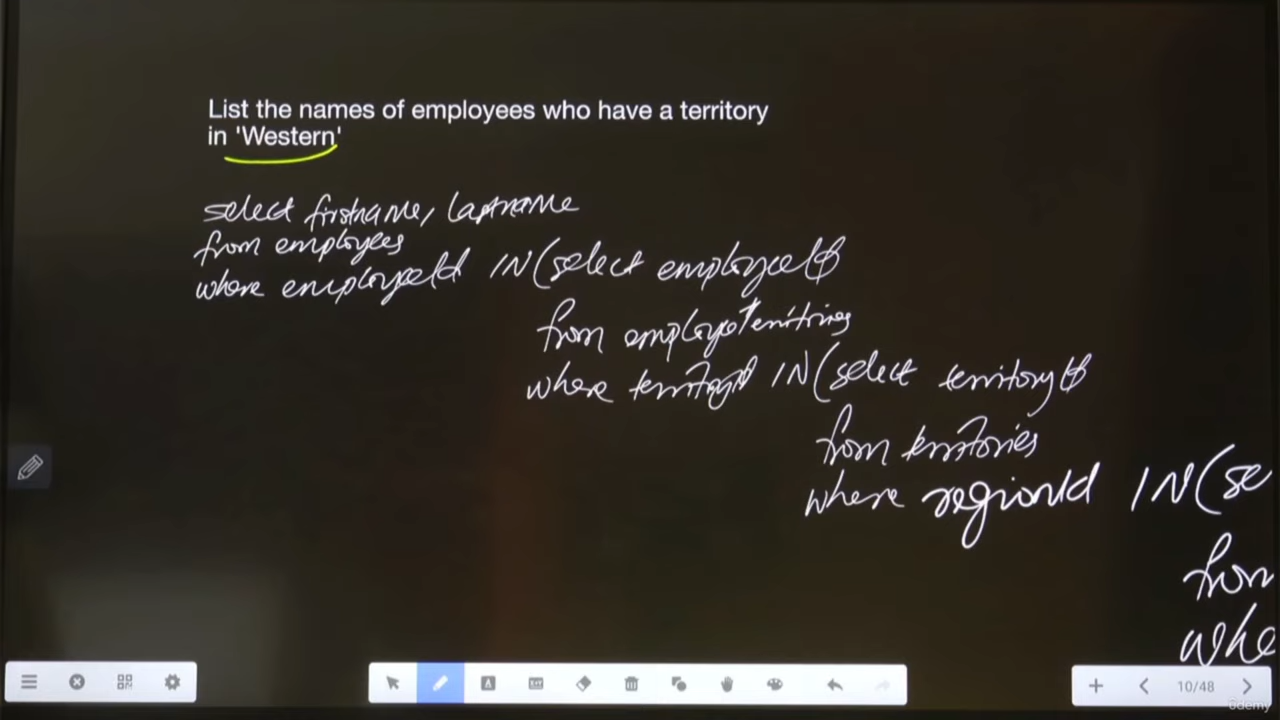 List the names of employees who have a territory
in 'Western'
select firstname, lastname
from employees
where employeeId IN(select employeeId
from employeeTerritories
where territoryId IN(select territoryId
from territories
where regionId IN(se
from
whe
10/48
ûdemy